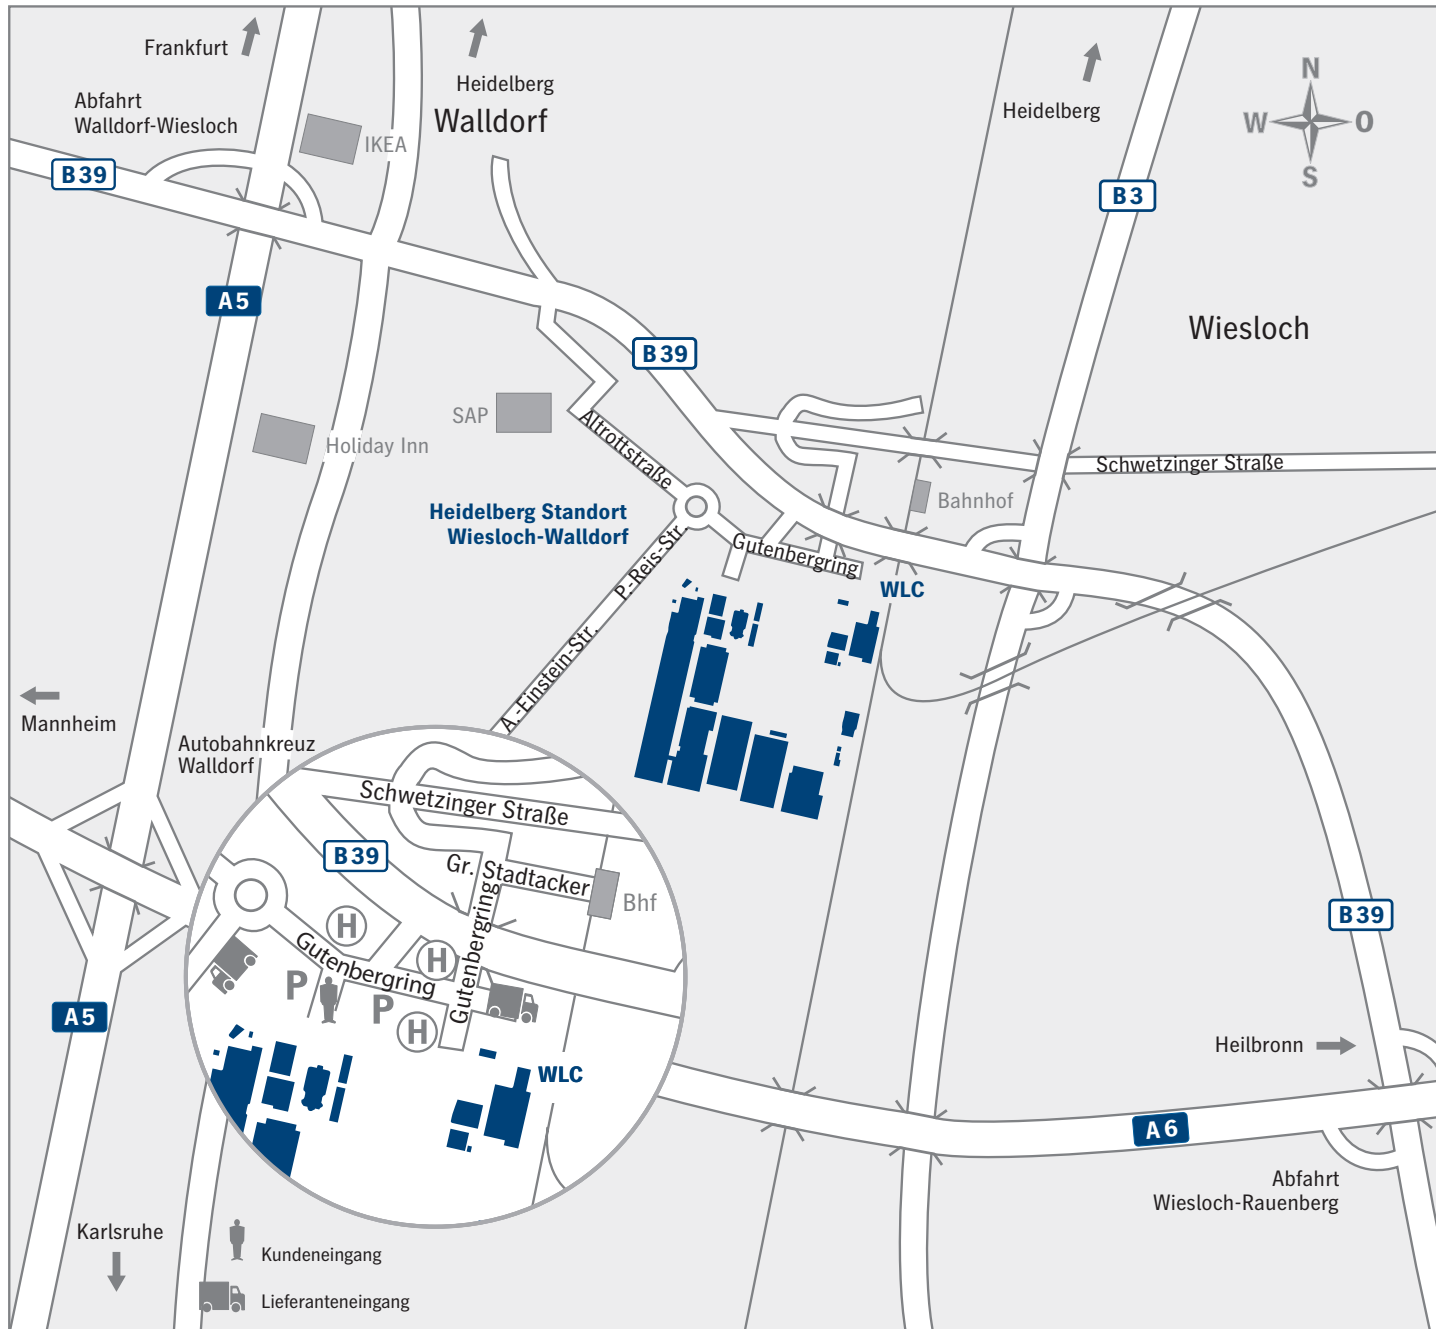 Frankfurt
Heidelberg
Walldorf
Abfahrt
Walldorf-Wiesloch
IKEA
B39
Heidelberg
N
W
O
S
B3
A5
Wiesloch
B39
SAP
Holiday Inn
Altrottstraße
Schwetzinger Straße
Bahnhof
Heidelberg Standort
Wiesloch-Walldorf
P.-Reis-Str.
Gutenbergring
WLC
A.-Einstein-Str.
Mannheim
Autobahnkreuz
Walldorf
Schwetzinger Straße
B39
Gr. Stadtacker
Bhf
H
Gutenbergring
H
Gutenbergring
P
P
H
WLC
B39
A5
Heilbronn
A6
Abfahrt
Wiesloch-Rauenberg
Karlsruhe
Kundeneingang
Lieferanteneingang